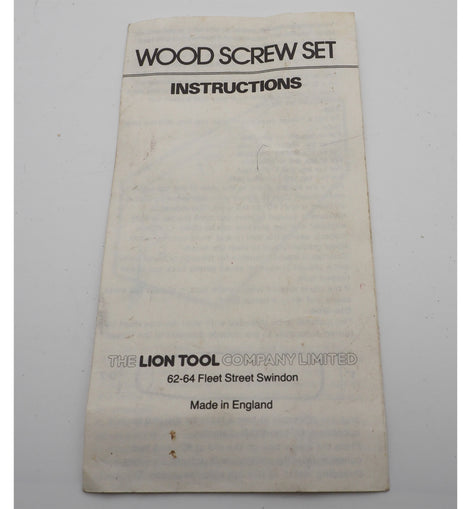 WOOD SCREW SET
INSTRUCTIONS
THE LION TOOL COMPANY LIMITED
62-64 Fleet Street Swindon
Made in England